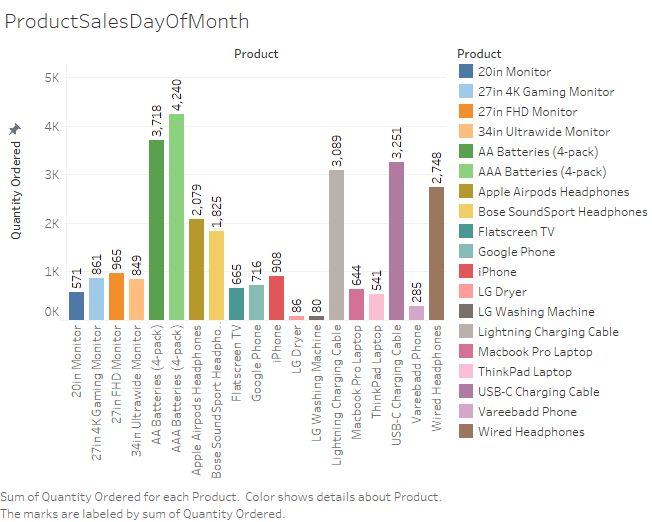 ProductSalesDayOfMonth
Product
Product
5K
4K
3K
2K
1K
0K
Quantity Ordered
571
861
965
849
3,718
4,240
2,079
1,825
665
716
908
86
80
3,089
644
541
3,251
285
2,748
20in Monitor
27in 4K Gaming Monitor
27in FHD Monitor
34in Ultrawide Monitor
AA Batteries (4-pack)
AAA Batteries (4-pack)
Apple Airpods Headphones
Bose SoundSport Headpho..
Flatscreen TV
Google Phone
iPhone
LG Dryer
LG Washing Machine
Lightning Charging Cable
Macbook Pro Laptop
ThinkPad Laptop
USB-C Charging Cable
Vareebadd Phone
Wired Headphones
20in Monitor
27in 4K Gaming Monitor
27in FHD Monitor
34in Ultrawide Monitor
AA Batteries (4-pack)
AAA Batteries (4-pack)
Apple Airpods Headphones
Bose SoundSport Headphones
Flatscreen TV
Google Phone
iPhone
LG Dryer
LG Washing Machine
Lightning Charging Cable
Macbook Pro Laptop
ThinkPad Laptop
USB-C Charging Cable
Vareebadd Phone
Wired Headphones
Sum of Quantity Ordered for each Product. Color shows details about Product.
The marks are labeled by sum of Quantity Ordered.